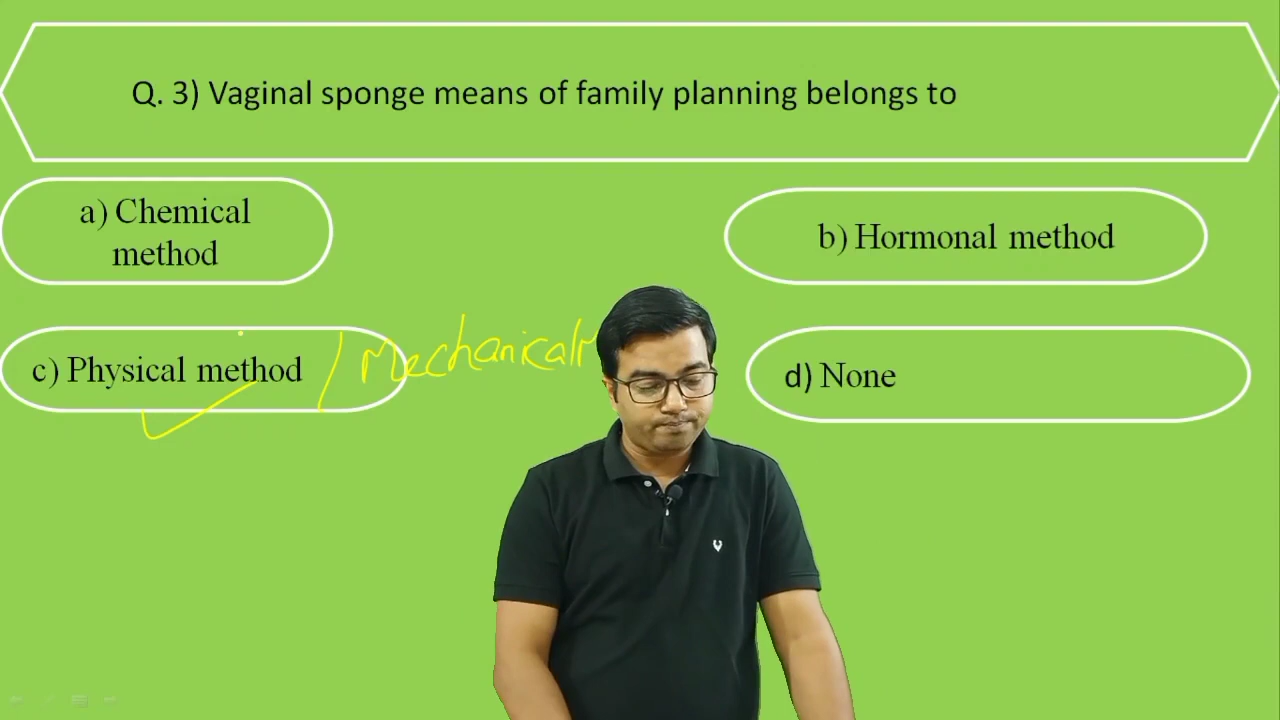 Q. 3) Vaginal sponge means of family planning belongs to
a) Chemical
method
b) Hormonal method
c) Physical method / Mechanical
d) None